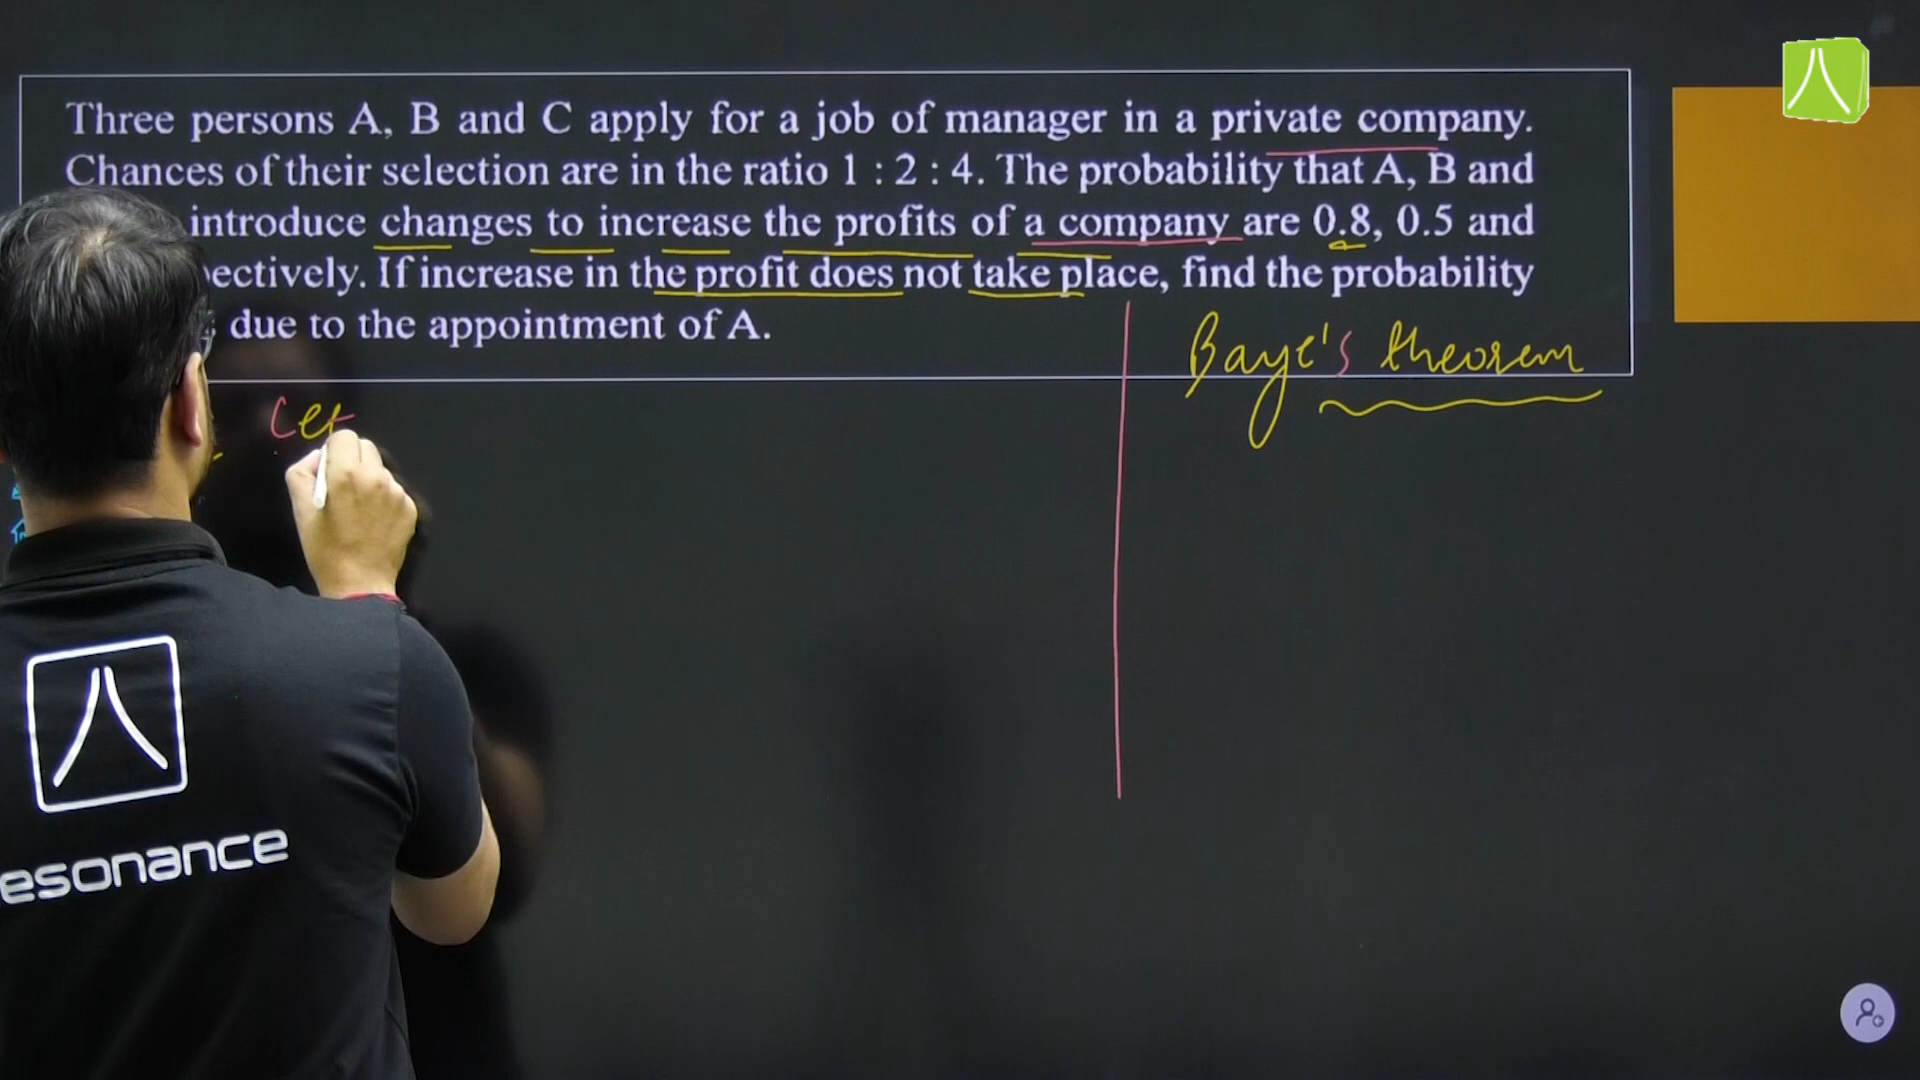 Three persons A, B and C apply for a job of manager in a private company.
Chances of their selection are in the ratio 1 : 2 : 4. The probability that A, B and
introduce changes to increase the profits of a company are 0.8, 0.5 and
ectively. If increase in the profit does not take place, find the probability
due to the appointment of A.
Baye's theorem
Let
esonance